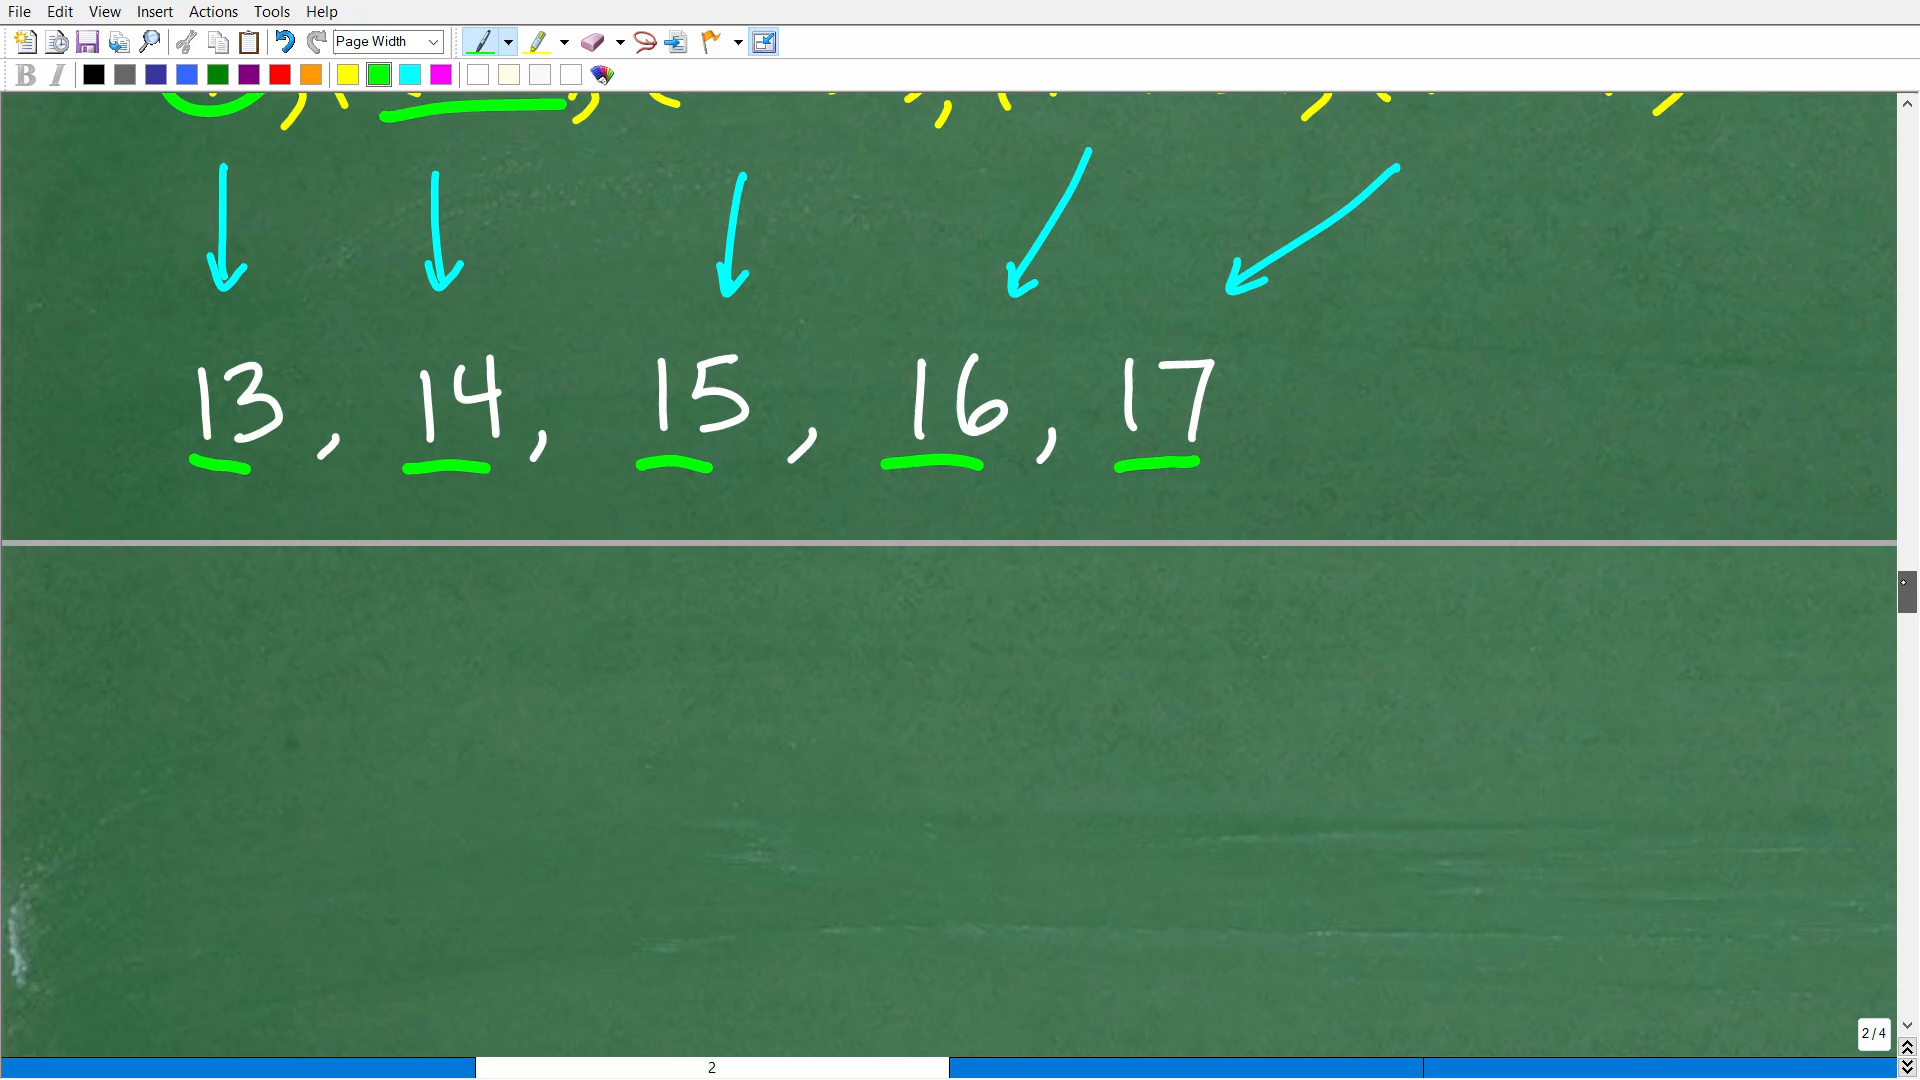 File Edit View Insert Actions Tools Help
Page Width
B I
13, 14, 15, 16, 17
2 / 4
2